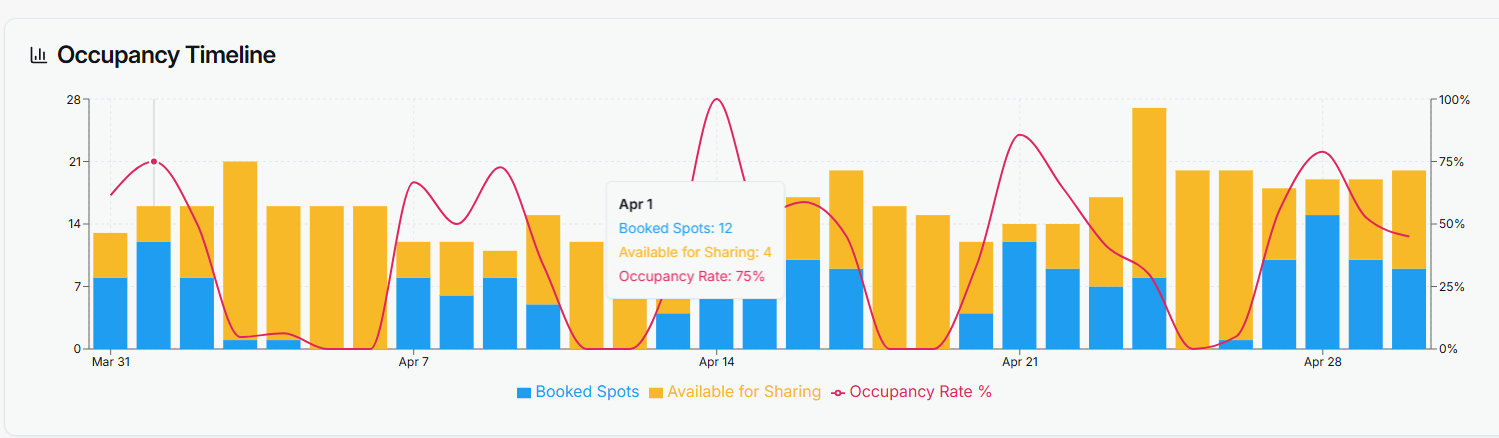 Occupancy Timeline
28
100%
21
75%
14
50%
7
25%
0
0%
Apr 1
Booked Spots: 12
Available for Sharing: 4
Occupancy Rate: 75%
Mar 31
Apr 7
Apr 14
Apr 21
Apr 28
Booked Spots
Available for Sharing
Occupancy Rate %